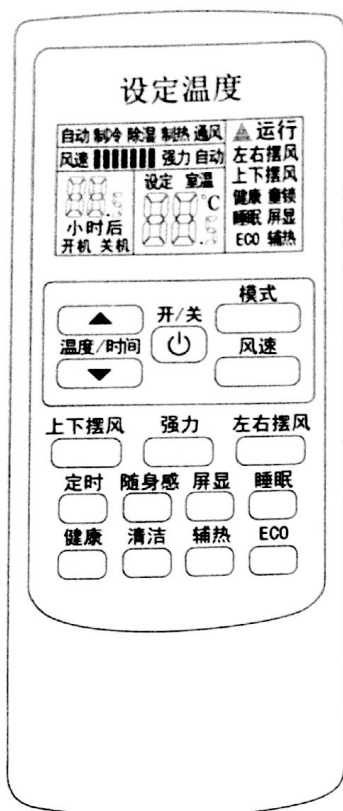 设定温度
自动 制冷 除湿 制热 通风
运行
风速 强力 自动
左右摆风
设定 室温
上下摆风
℃
健康 童锁
小时后
睡眠 屏显
开机 关机
ECO 辅热
模式
开/关
温度/时间
风速
上下摆风 强力 左右摆风
定时 随身感 屏显 睡眠
健康 清洁 辅热 ECO